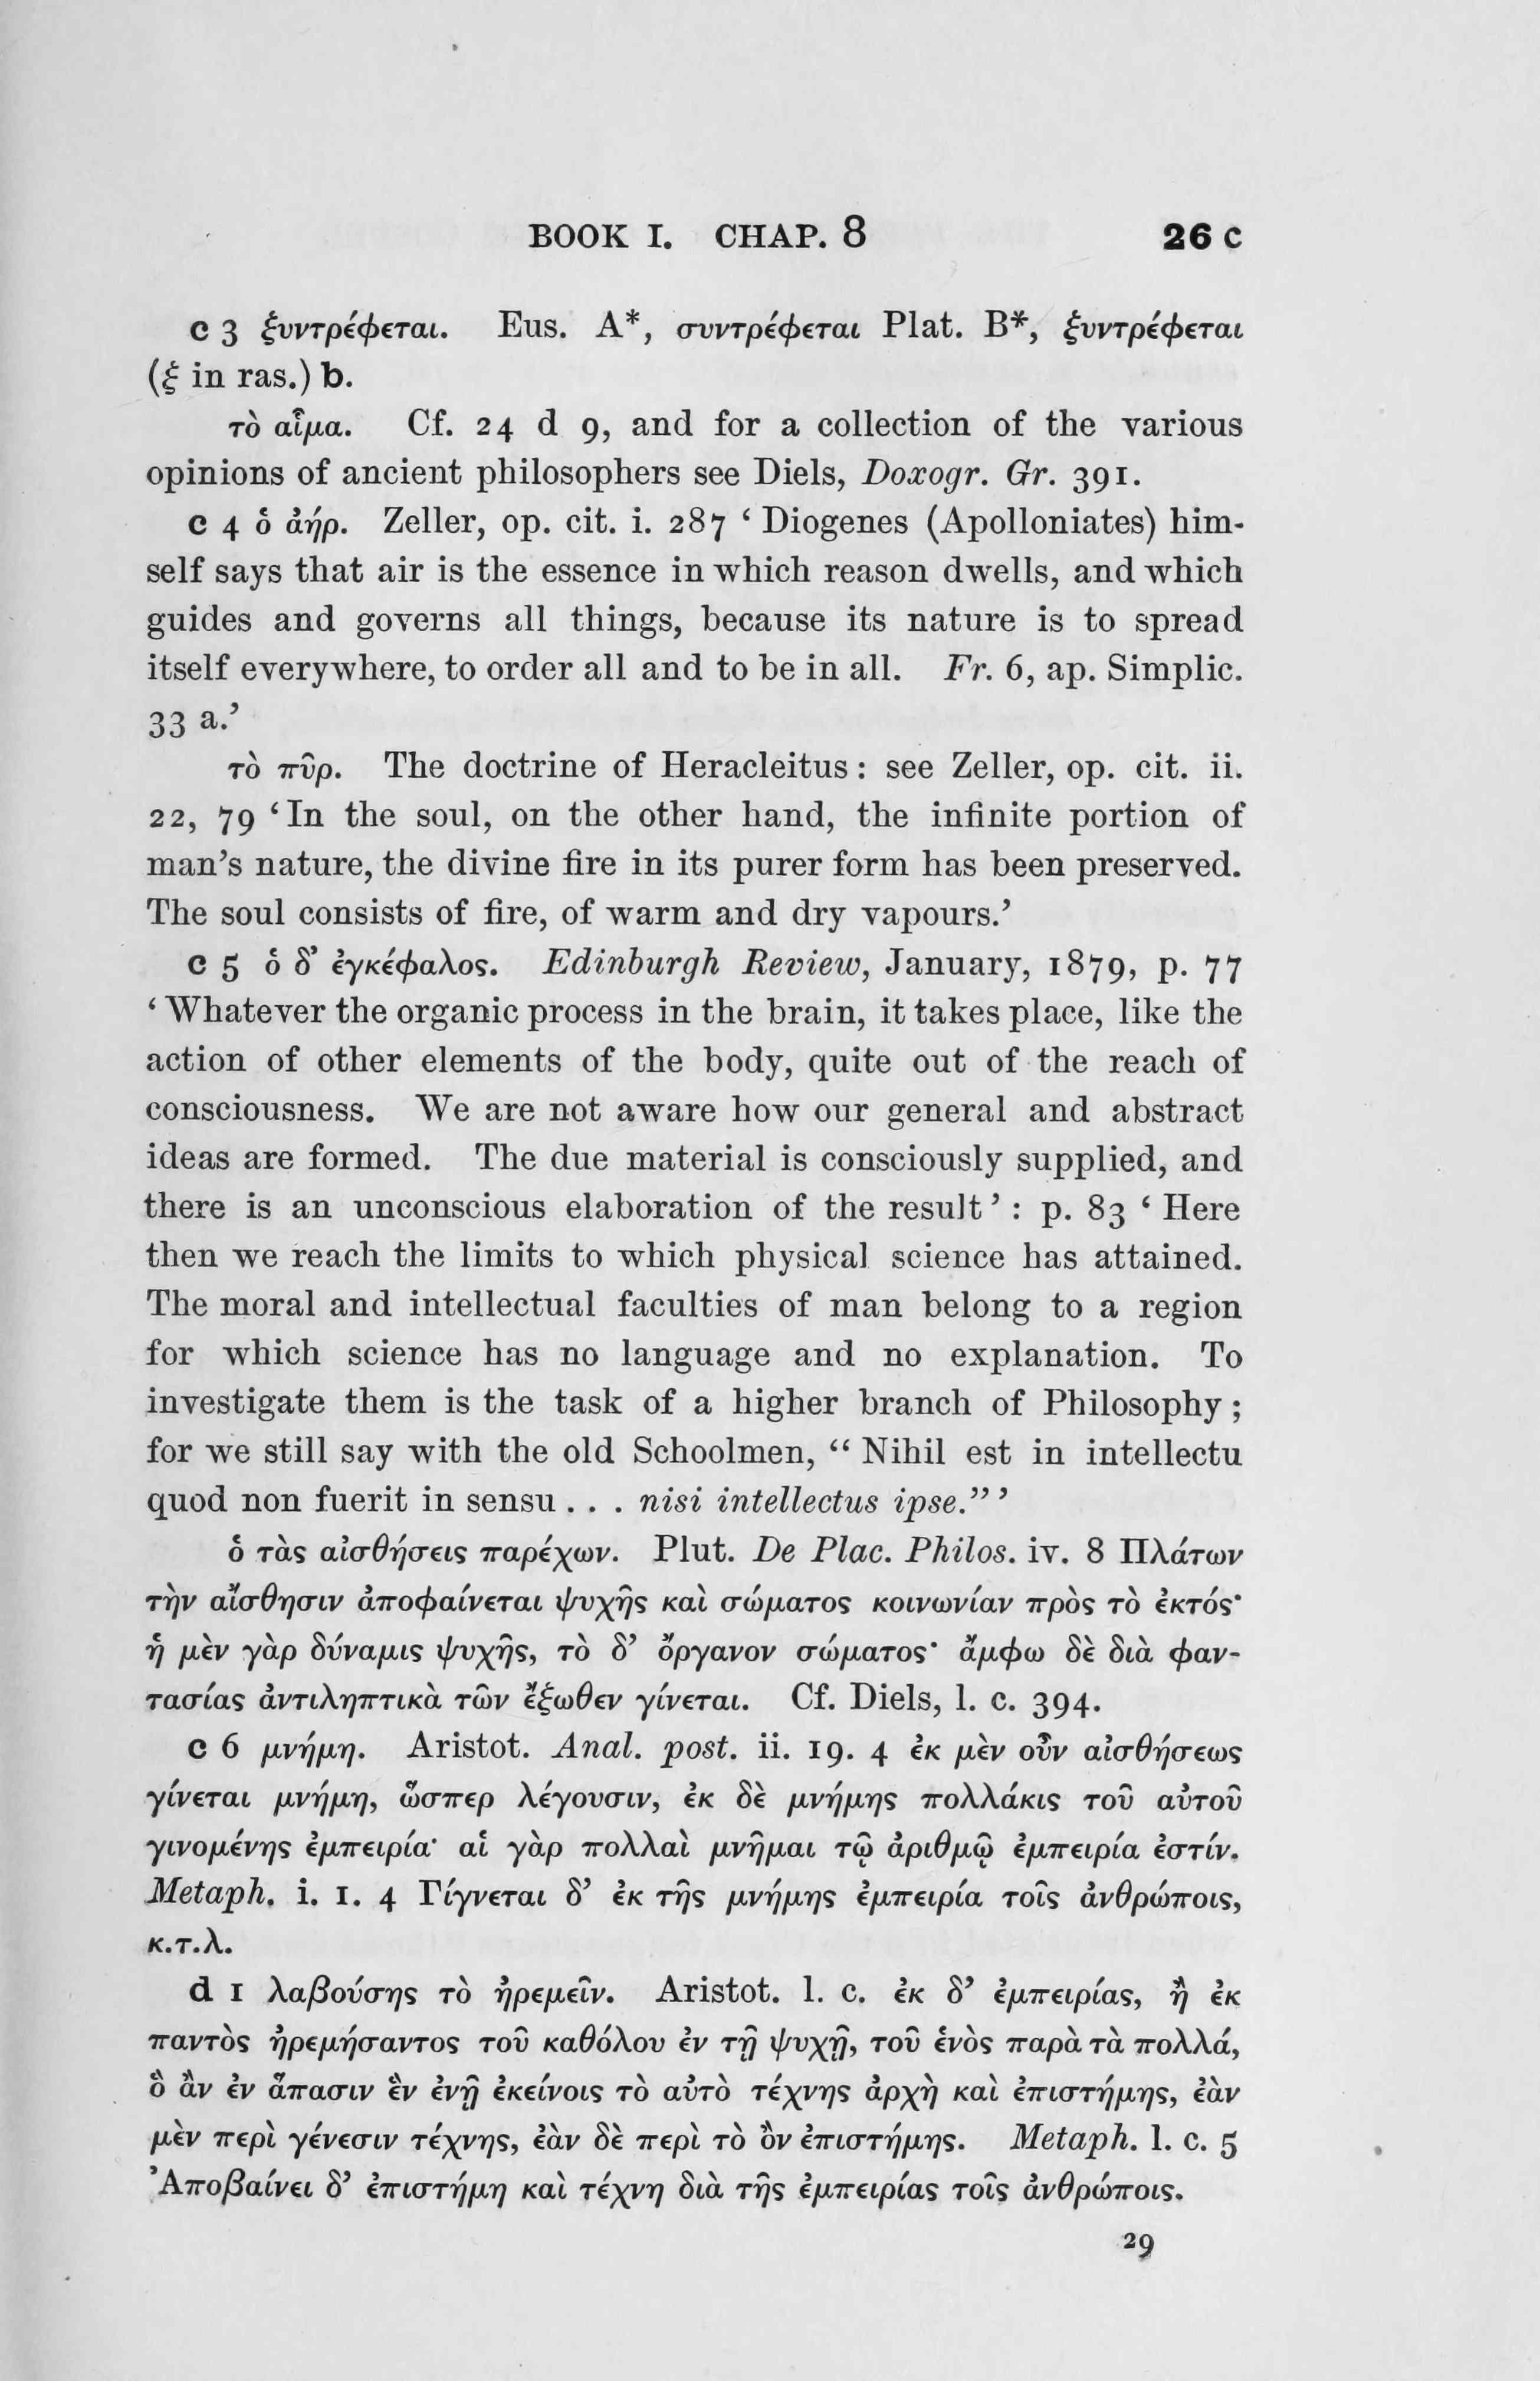 BOOK I. CHAP. 8 26 c
c 3 ξυντρέφεται. Eus. A*, συντρέφεται Plat. B*, ξυντρέφεται
(ξ in ras.) b.
τὸ αἷμα. Cf. 24 d 9, and for a collection of the various
opinions of ancient philosophers see Diels, Doxogr. Gr. 391.
c 4 ὁ ἀήρ. Zeller, op. cit. i. 287 ‘Diogenes (Apolloniates) him-
self says that air is the essence in which reason dwells, and which
guides and governs all things, because its nature is to spread
itself everywhere, to order all and to be in all. Fr. 6, ap. Simplic.
33 a.’
τὸ πῦρ. The doctrine of Heracleitus : see Zeller, op. cit. ii.
22, 79 ‘In the soul, on the other hand, the infinite portion of
man’s nature, the divine fire in its purer form has been preserved.
The soul consists of fire, of warm and dry vapours.’
c 5 ὁ δ’ ἐγκέφαλος. Edinburgh Review, January, 1879, p. 77
‘Whatever the organic process in the brain, it takes place, like the
action of other elements of the body, quite out of the reach of
consciousness. We are not aware how our general and abstract
ideas are formed. The due material is consciously supplied, and
there is an unconscious elaboration of the result’ : p. 83 ‘Here
then we reach the limits to which physical science has attained.
The moral and intellectual faculties of man belong to a region
for which science has no language and no explanation. To
investigate them is the task of a higher branch of Philosophy ;
for we still say with the old Schoolmen, “Nihil est in intellectu
quod non fuerit in sensu . . . nisi intellectus ipse.”’
ὁ τὰς αἰσθήσεις παρέχων. Plut. De Plac. Philos. iv. 8 Πλάτων
τὴν αἴσθησιν ἀποφαίνεται ψυχῆς καὶ σώματος κοινωνίαν πρὸς τὸ ἐκτός·
ἡ μὲν γὰρ δύναμις ψυχῆς, τὸ δ’ ὄργανον σώματος· ἄμφω δὲ διὰ φαν-
τασίας ἀντιληπτικὰ τῶν ἔξωθεν γίνεται. Cf. Diels, l. c. 394.
c 6 μνήμη. Aristot. Anal. post. ii. 19. 4 ἐκ μὲν οὖν αἰσθήσεως
γίνεται μνήμη, ὥσπερ λέγουσιν, ἐκ δὲ μνήμης πολλάκις τοῦ αὐτοῦ
γινομένης ἐμπειρία· αἱ γὰρ πολλαὶ μνῆμαι τῷ ἀριθμῷ ἐμπειρία ἐστίν.
Metaph. i. 1. 4 Γίγνεται δ’ ἐκ τῆς μνήμης ἐμπειρία τοῖς ἀνθρώποις,
κ.τ.λ.
d 1 λαβούσης τὸ ἠρεμεῖν. Aristot. l. c. ἐκ δ’ ἐμπειρίας, ἢ ἐκ
παντὸς ἠρεμήσαντος τοῦ καθόλου ἐν τῇ ψυχῇ, τοῦ ἑνὸς παρὰ τὰ πολλά,
ὃ ἂν ἐν ἅπασιν ἓν ἐνῇ ἐκείνοις τὸ αὐτὸ τέχνης ἀρχὴ καὶ ἐπιστήμης, ἐὰν
μὲν περὶ γένεσιν τέχνης, ἐὰν δὲ περὶ τὸ ὂν ἐπιστήμης. Metaph. l. c. 5
Ἀποβαίνει δ’ ἐπιστήμη καὶ τέχνη διὰ τῆς ἐμπειρίας τοῖς ἀνθρώποις.
29